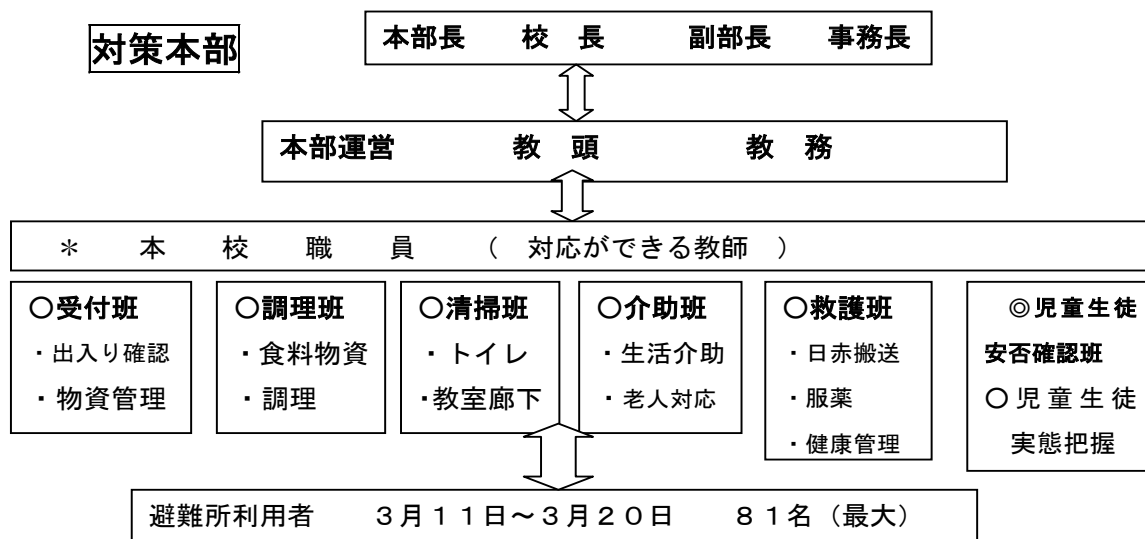 対策本部
本部長 校 長 副部長 事務長
本部運営 教 頭 教 務
＊ 本 校 職 員 （ 対応ができる教師 ）
○受付班
・出入り確認
・物資管理
○調理班
・食料物資
・調理
○清掃班
・トイレ
・教室廊下
○介助班
・生活介助
・老人対応
○救護班
・日赤搬送
・服薬
・健康管理
◎児童生徒
安否確認班
○児童生徒
実態把握
避難所利用者 ３月１１日～３月２０日 ８１名（最大）